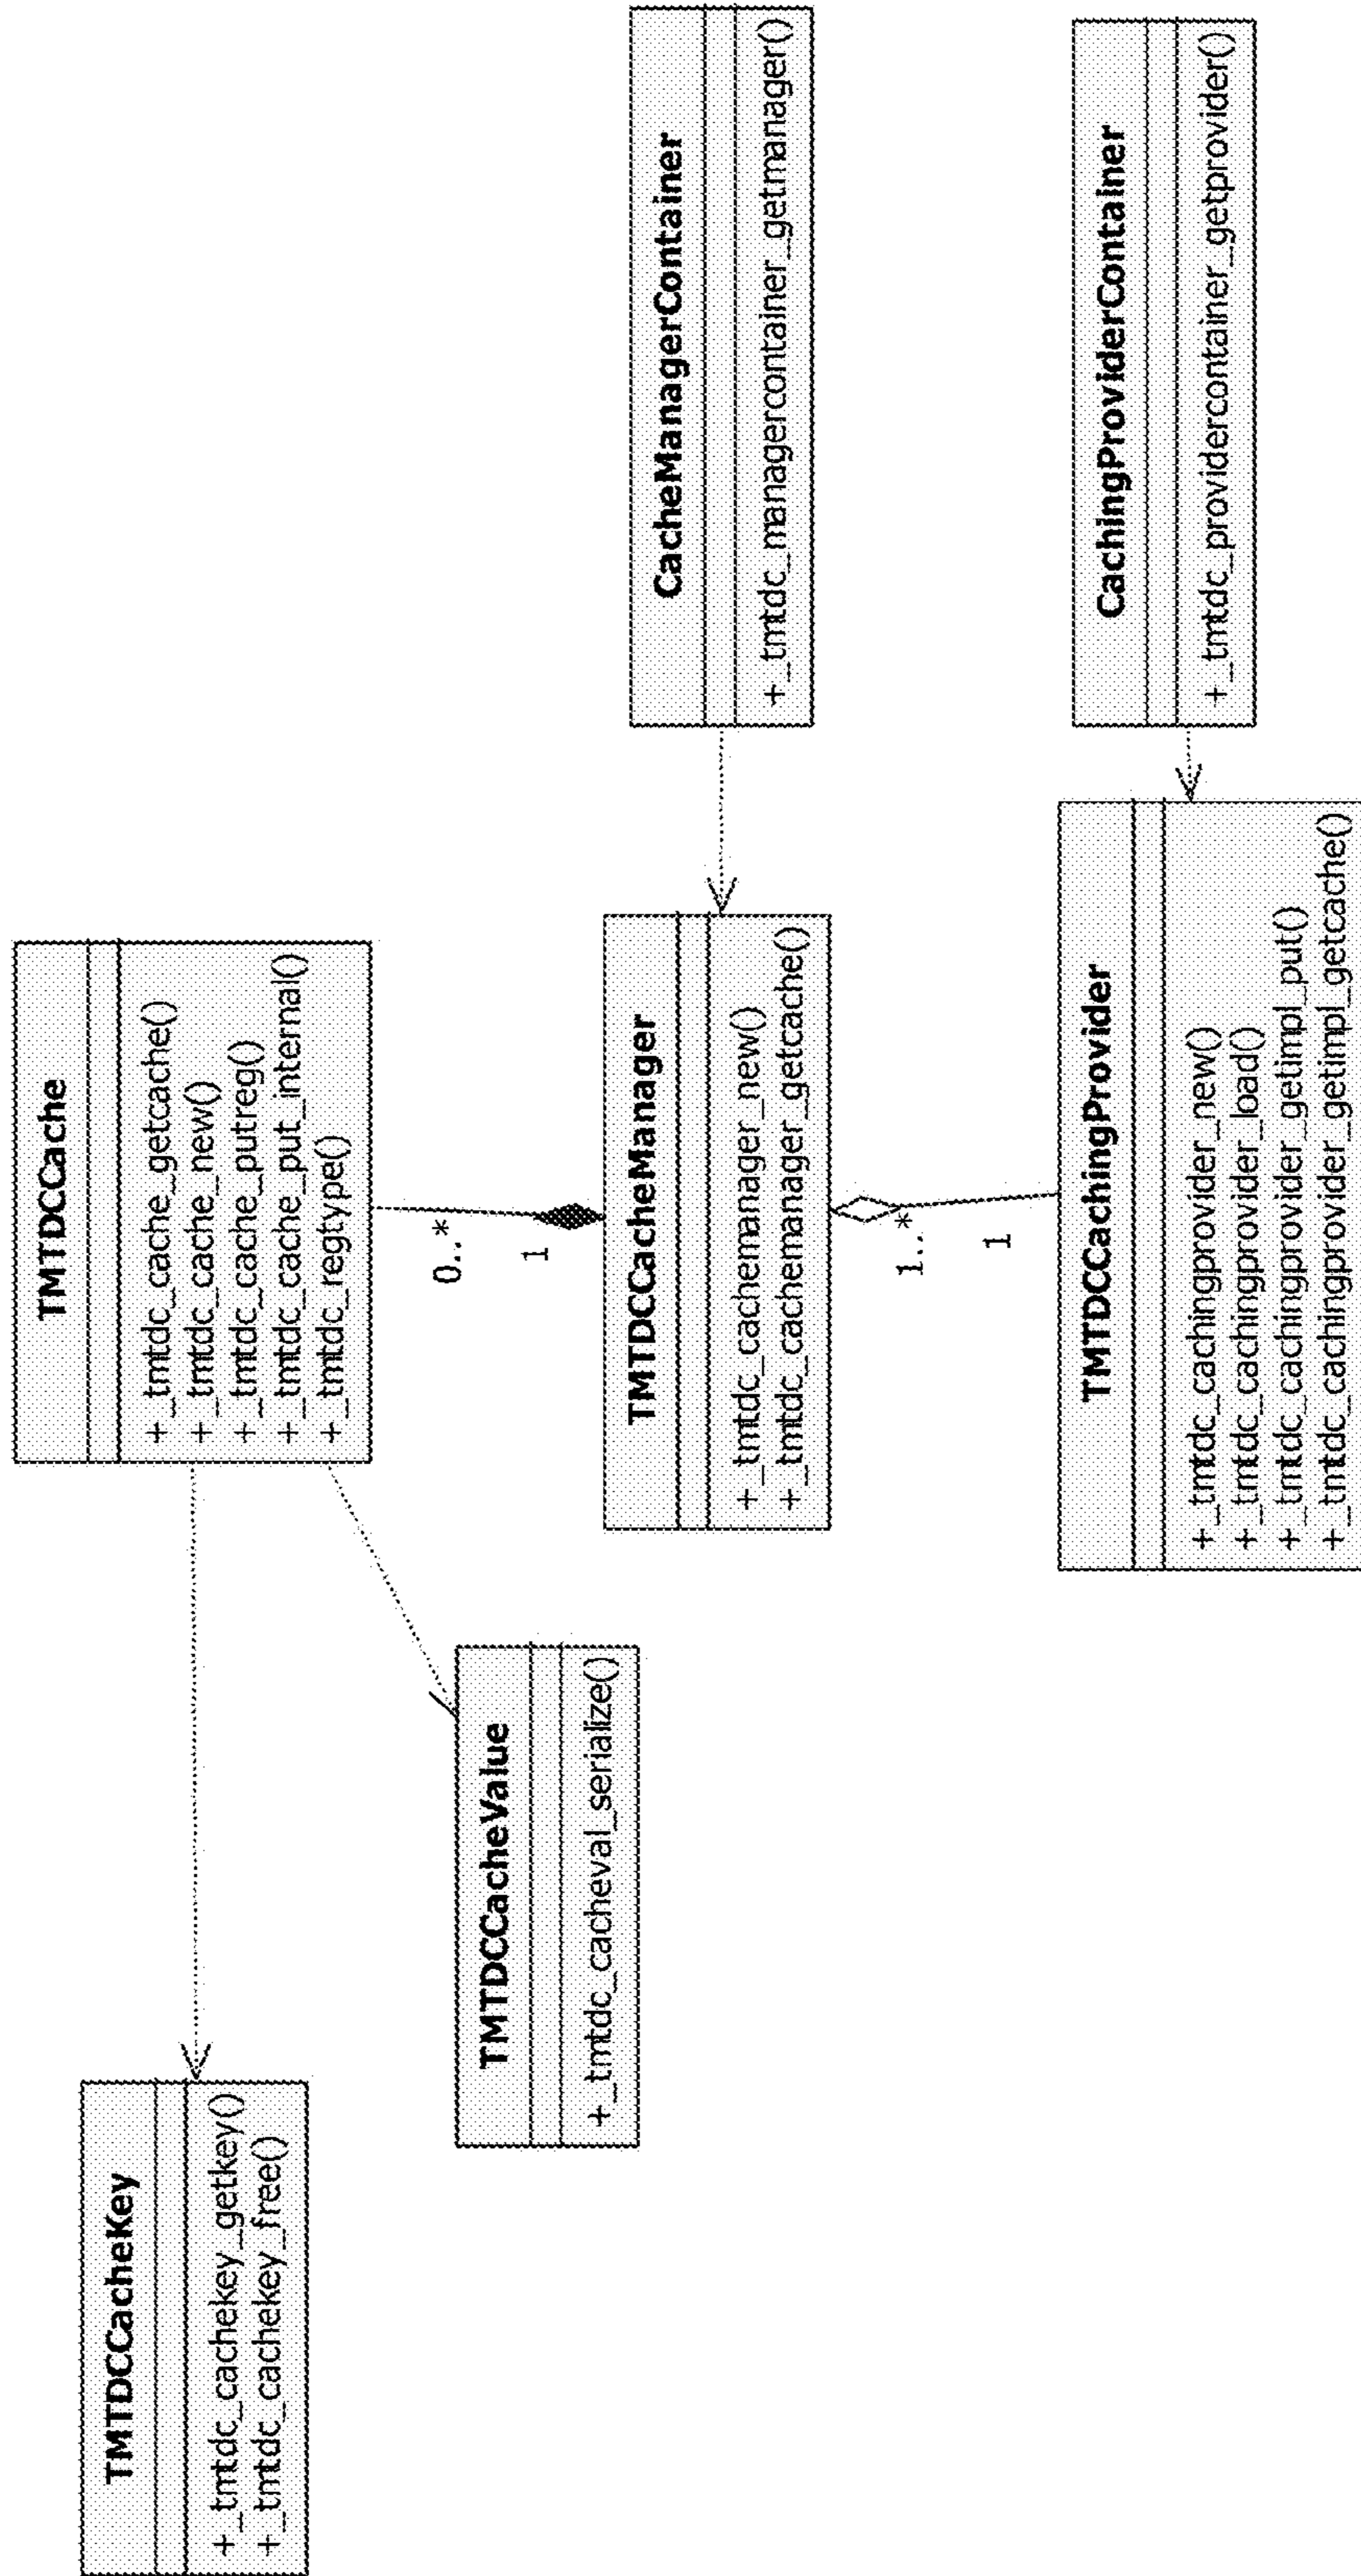 TMTDCCacheKey
+_tmtdc_cachekey_getkey()
+_tmtdc_cachekey_free()
TMTDCCache
+_tmtdc_cache_getcache()
+_tmtdc_cache_new()
+_tmtdc_cache_putreg()
+_tmtdc_cache_put_internal()
+_tmtdc_regtype()
TMTDCCacheValue
+_tmtdc_cacheval_serialize()
0..*
1
TMTDCCacheManager
+_tmtdc_cachemanager_new()
+_tmtdc_cachemanager_getcache()
CacheManagerContainer
+_tmtdc_managercontainer_getmanager()
1..*
1
TMTDCCachingProvider
+_tmtdc_cachingprovider_new()
+_tmtdc_cachingprovider_load()
+_tmtdc_cachingprovider_getimpl_put()
+_tmtdc_cachingprovider_getimpl_getcache()
CachingProviderContainer
+_tmtdc_providercontainer_getprovider()